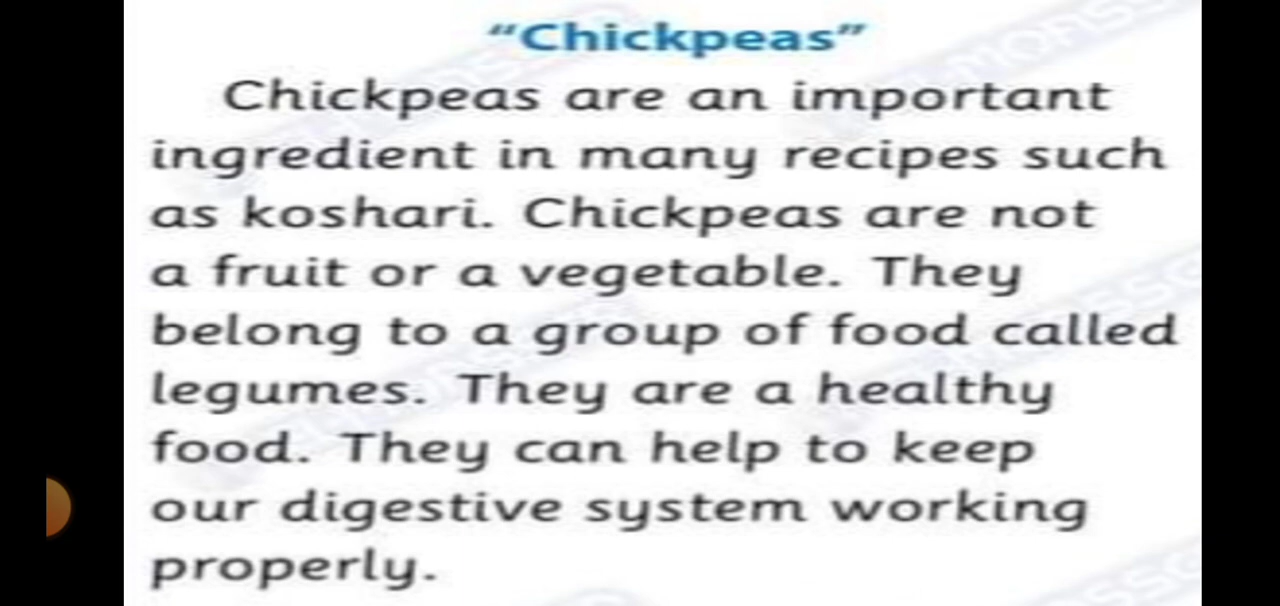 “Chickpeas”
Chickpeas are an important
ingredient in many recipes such
as koshari. Chickpeas are not
a fruit or a vegetable. They
belong to a group of food called
legumes. They are a healthy
food. They can help to keep
our digestive system working
properly.